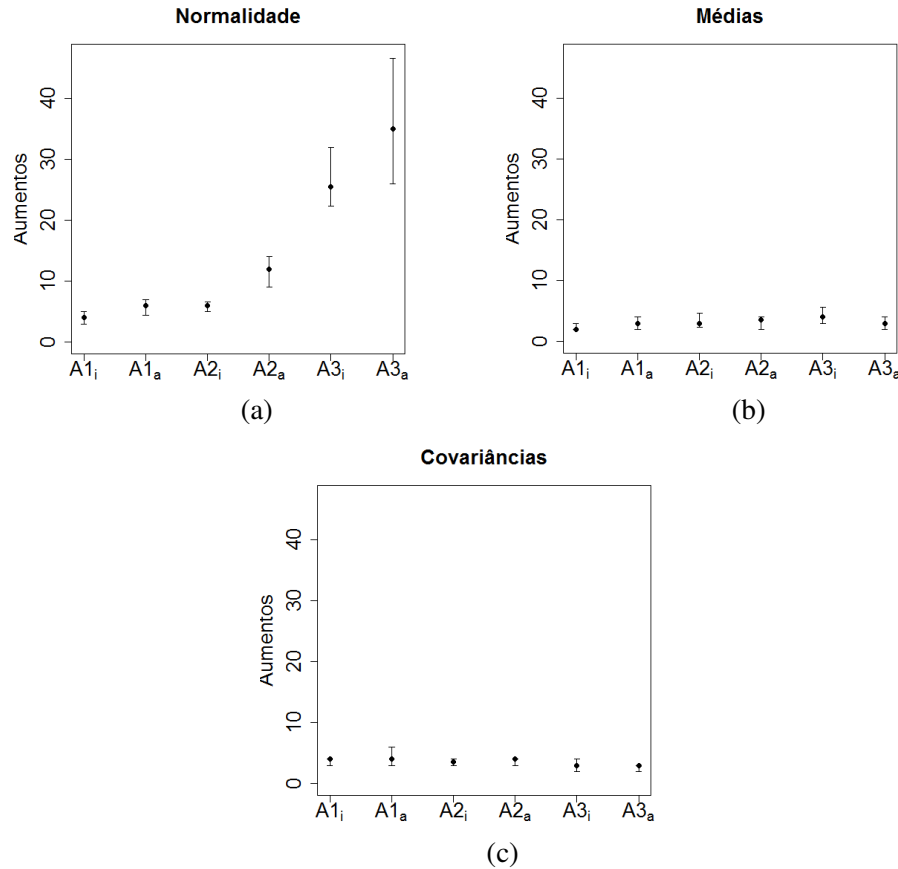 Normalidade
Aumentos
0
10
20
30
40
A1i
A1a
A2i
A2a
A3i
A3a
(a)
Médias
Aumentos
0
10
20
30
40
A1i
A1a
A2i
A2a
A3i
A3a
(b)
Covariâncias
Aumentos
0
10
20
30
40
A1i
A1a
A2i
A2a
A3i
A3a
(c)